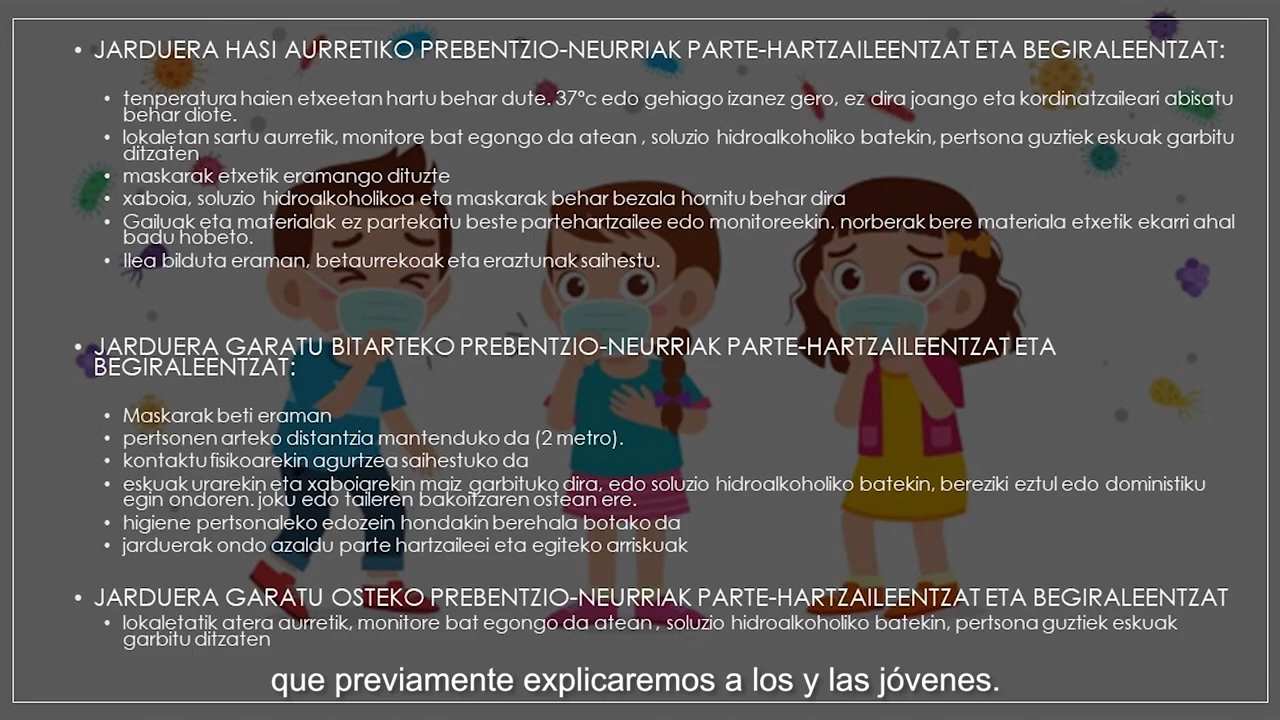 • JARDUERA HASI AURRETIKO PREBENTZIO-NEURRIAK PARTE-HARTZAILEENTZAT ETA BEGIRALEENTZAT:
• tenperatura haien etxeetan hartu behar dute. 37°c edo gehiago izanez gero, ez dira joango eta kordinatzaileari abisatu
behar diote.
• lokaletan sartu aurretik, monitore bat egongo da atean , soluzio hidroalkoholiko batekin, pertsona guztiek eskuak garbitu
ditzaten
• maskarak etxetik eramango dituzte
• xaboia, soluzio hidroalkoholikoa eta maskarak behar bezala hornitu behar dira
• Gailuak eta materialak ez partekatu beste partehartzailee edo monitoreekin. norberak bere materiala etxetik ekarri ahal
badu hobeto.
• Ilea bilduta eraman, betaurrekoak eta eraztunak saihestu.
• JARDUERA GARATU BITARTEKO PREBENTZIO-NEURRIAK PARTE-HARTZAILEENTZAT ETA
BEGIRALEENTZAT:
• Maskarak beti eraman
• pertsonen arteko distantzia mantenduko da (2 metro).
• kontaktu fisikoarekin agurtzea saihestuko da
• eskuak urarekin eta xaboiarekin maiz garbituko dira, edo soluzio hidroalkoholiko batekin, bereziki eztul edo doministiku
egin ondoren. joku edo taileren bakoitzaren ostean ere.
• higiene pertsonaleko edozein hondakin berehala botako da
• jarduerak ondo azaldu parte hartzaileei eta egiteko arriskuak
• JARDUERA GARATU OSTEKO PREBENTZIO-NEURRIAK PARTE-HARTZAILEENTZAT ETA BEGIRALEENTZAT
• lokaletatik atera aurretik, monitore bat egongo da atean , soluzio hidroalkoholiko batekin, pertsona guztiek eskuak
garbitu ditzaten
que previamente explicaremos a los y las jóvenes.